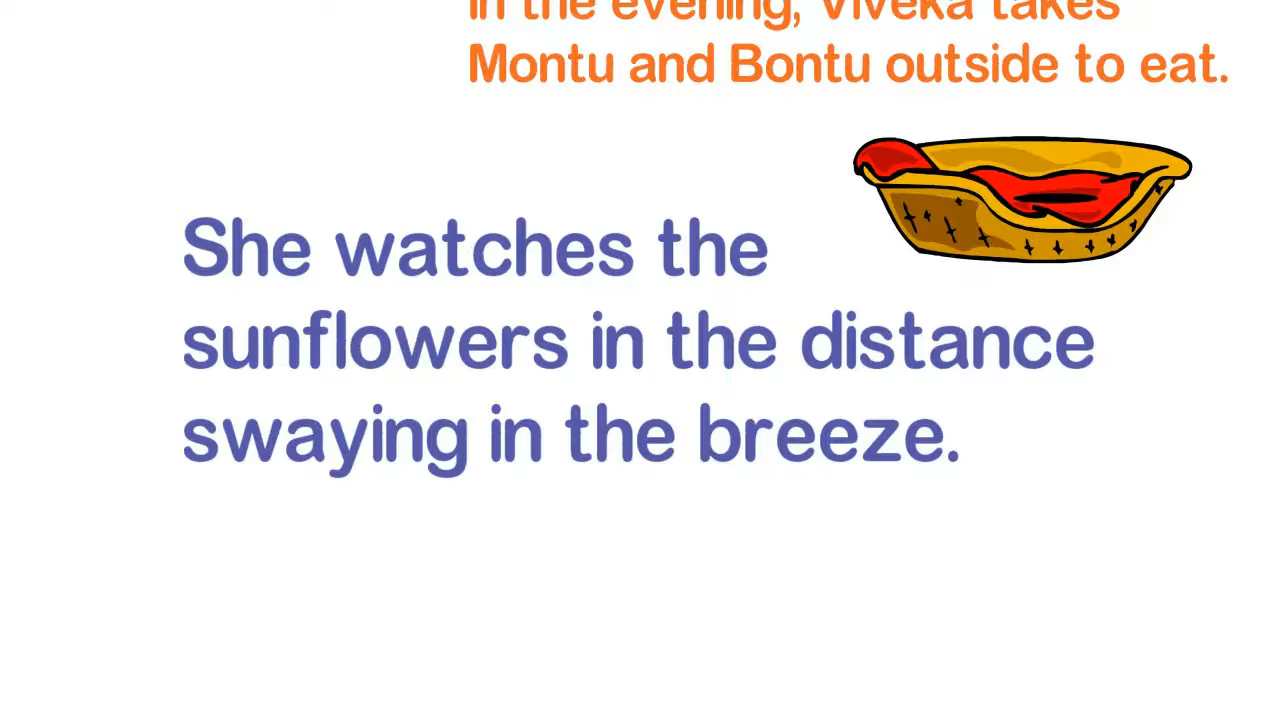 In the evening, Viveka takes
Montu and Bontu outside to eat.
She watches the
sunflowers in the distance
swaying in the breeze.